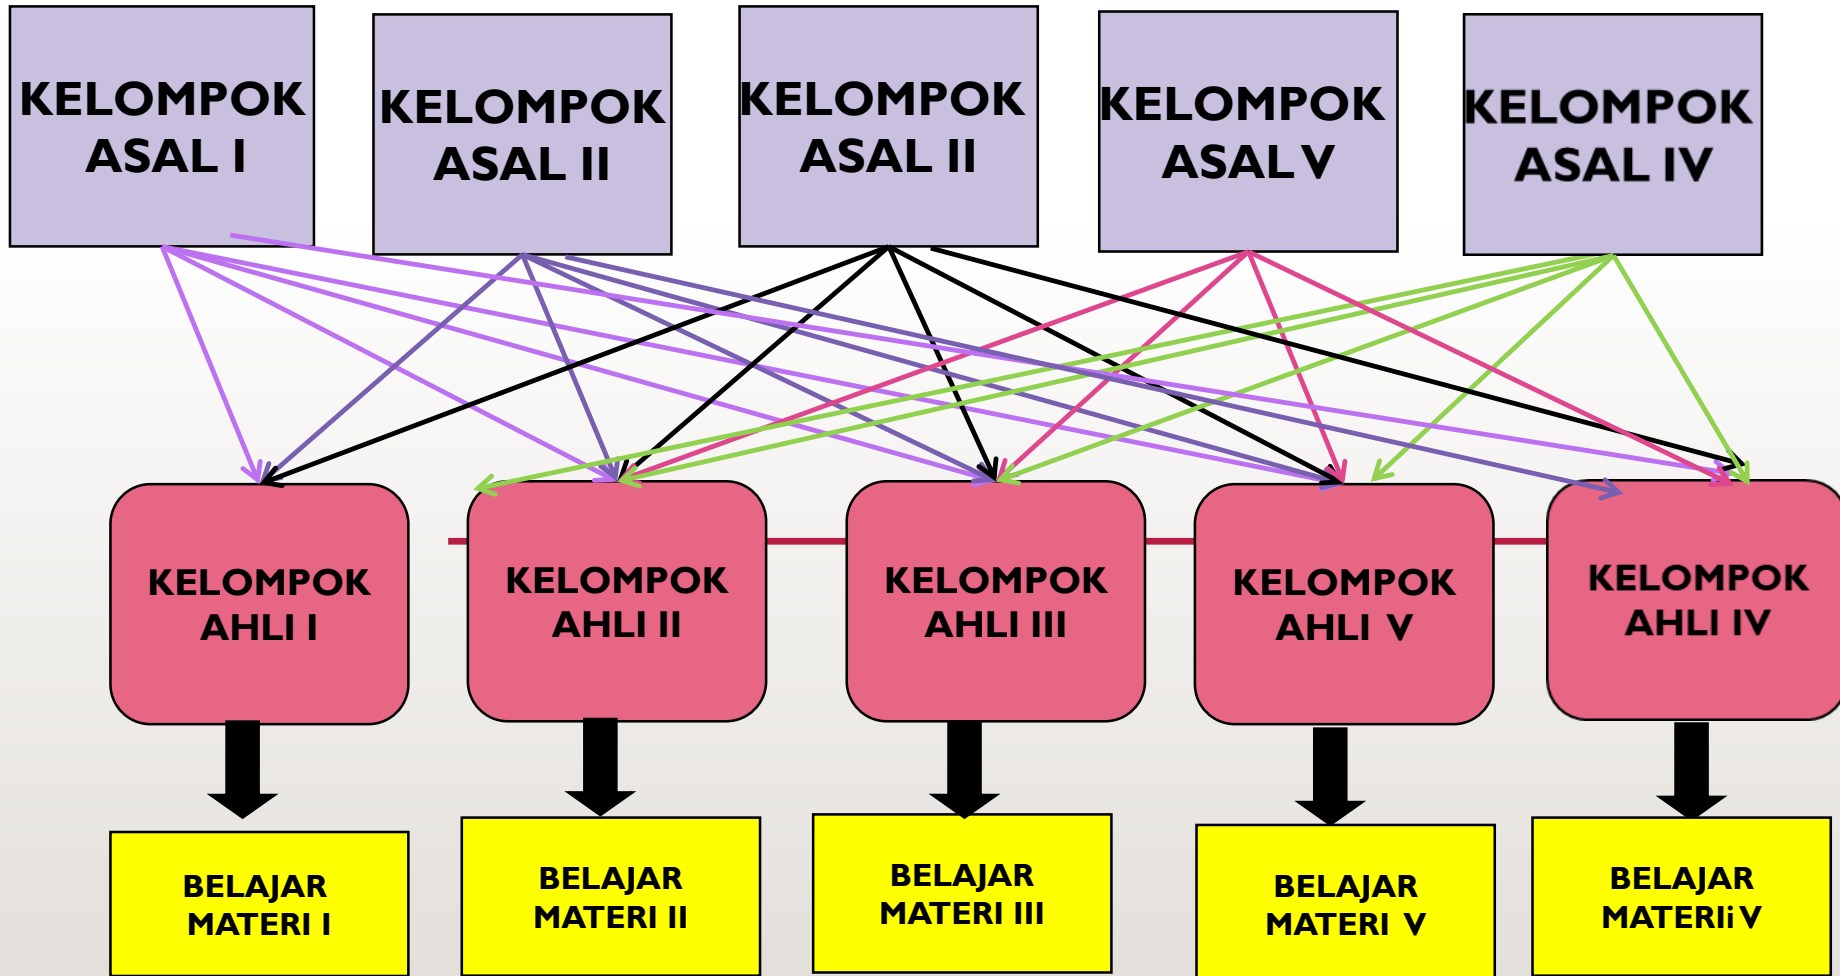 KELOMPOK
ASAL I
KELOMPOK
ASAL II
KELOMPOK
ASAL II
KELOMPOK
ASAL V
KELOMPOK
ASAL IV
KELOMPOK
AHLI I
KELOMPOK
AHLI II
KELOMPOK
AHLI III
KELOMPOK
AHLI V
KELOMPOK
AHLI IV
BELAJAR
MATERI I
BELAJAR
MATERI II
BELAJAR
MATERI III
BELAJAR
MATERI V
BELAJAR
MATERIi V